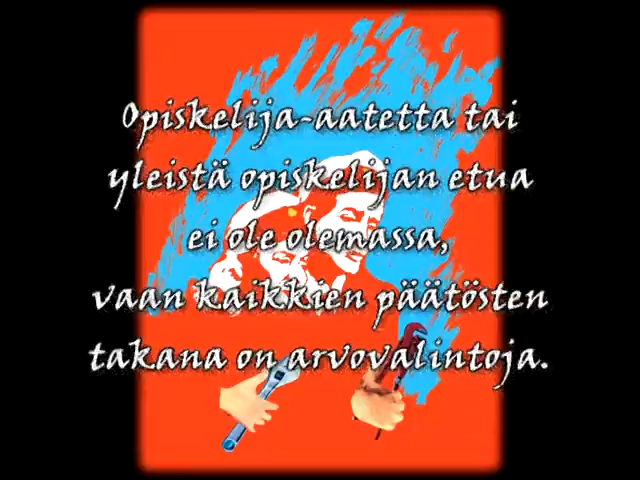 Opiskelija-aatetta tai
yleistä opiskelijan etua
ei ole olemassa,
vaan kaikkien päätösten
takana on arvovalintoja.